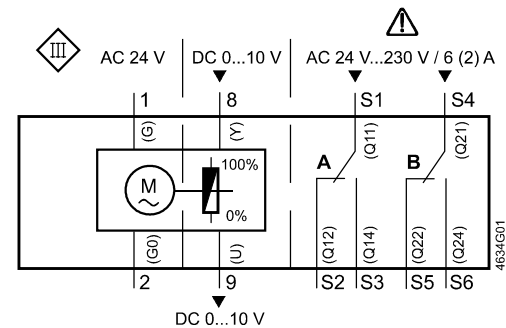 III
AC 24 V DC 0...10 V AC 24 V...230 V / 6 (2) A
1 8 S1 S4
(G) (Y) (Q11) (Q21)
A B
100%
M
0%
(G0) (U) (Q12) (Q14) (Q22) (Q24)
2 9 S2 S3 S5 S6
DC 0...10 V
4634G01